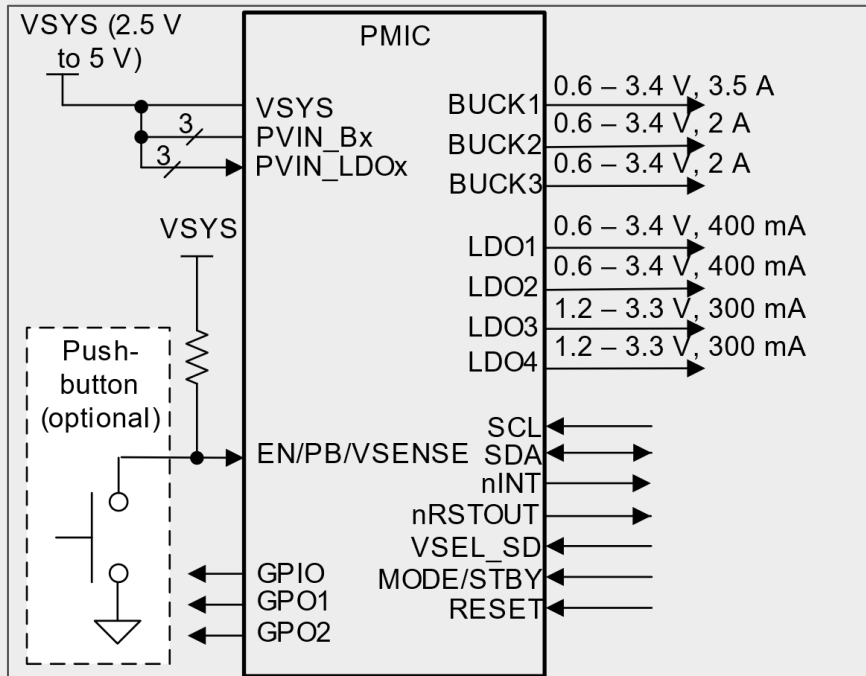 VSYS (2.5 V
to 5 V)
PMIC
VSYS
3
PVIN_Bx
3
PVIN_LDOx
VSYS
Push-
button
(optional)
EN/PB/VSENSE
GPIO
GPO1
GPO2
BUCK1
0.6 – 3.4 V, 3.5 A
BUCK2
0.6 – 3.4 V, 2 A
BUCK3
0.6 – 3.4 V, 2 A
LDO1
0.6 – 3.4 V, 400 mA
LDO2
0.6 – 3.4 V, 400 mA
LDO3
1.2 – 3.3 V, 300 mA
LDO4
1.2 – 3.3 V, 300 mA
SCL
SDA
nINT
nRSTOUT
VSEL_SD
MODE/STBY
RESET